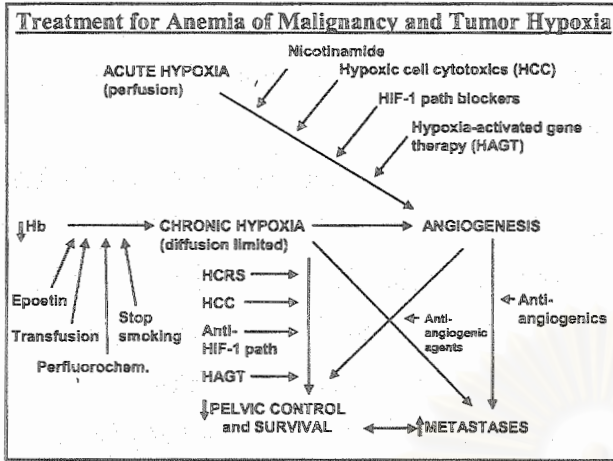 Treatment for Anemia of Malignancy and Tumor Hypoxia
Nicotinamide
ACUTE HYPOXIA
(perfusion)
Hypoxic cell cytotoxics (HCC)
HIF-1 path blockers
Hypoxia-activated gene
therapy (HAGT)
↓Hb
CHRONIC HYPOXIA
(diffusion limited)
ANGIOGENESIS
HCRS
HCC
Anti-
HIF-1 path
HAGT
Epoetin
Transfusion
Perfluorochem.
Stop
smoking
Anti-
angiogenic
agents
Anti-
angiogenics
↓PELVIC CONTROL
and SURVIVAL
↑METASTASES